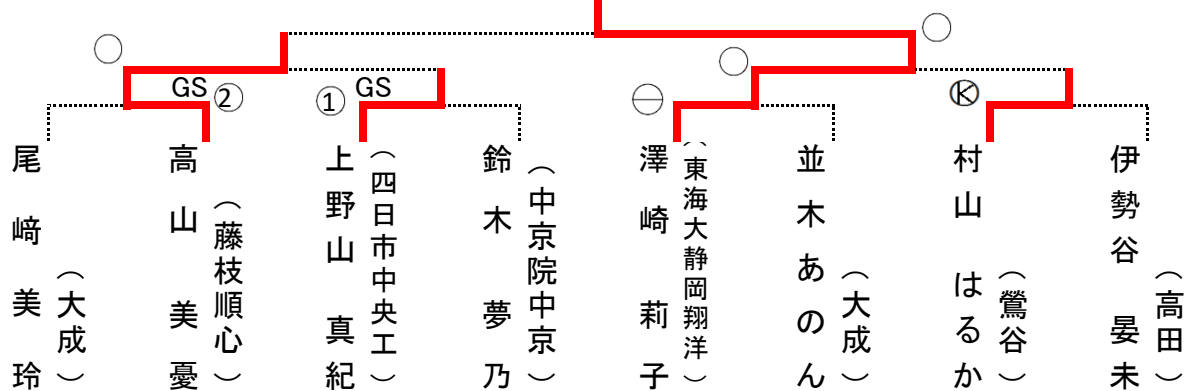 GS ② ① GS Ⓚ
尾﨑美玲
（大成）
高山美憂
（藤枝順心）
上野山真紀
（四日市中央工）
鈴木夢乃
（中京院中京）
澤崎莉子
（東海大静岡翔洋）
並木あのん
（大成）
村山はるか
（鶯谷）
伊勢谷晏未
（高田）